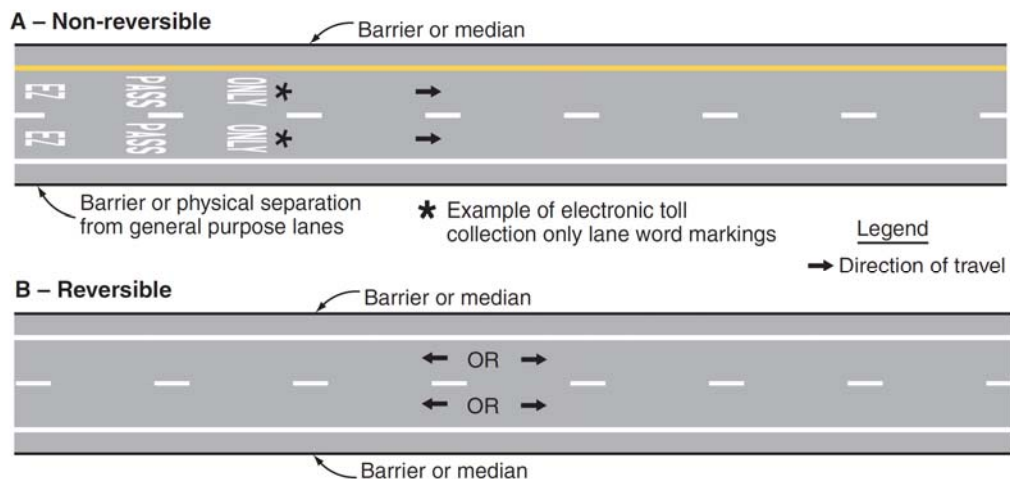 A – Non-reversible
Barrier or median
EZ PASS ONLY *
EZ PASS ONLY *
Barrier or physical separation
from general purpose lanes
* Example of electronic toll
collection only lane word markings
Legend
Direction of travel
B – Reversible
Barrier or median
OR
OR
Barrier or median